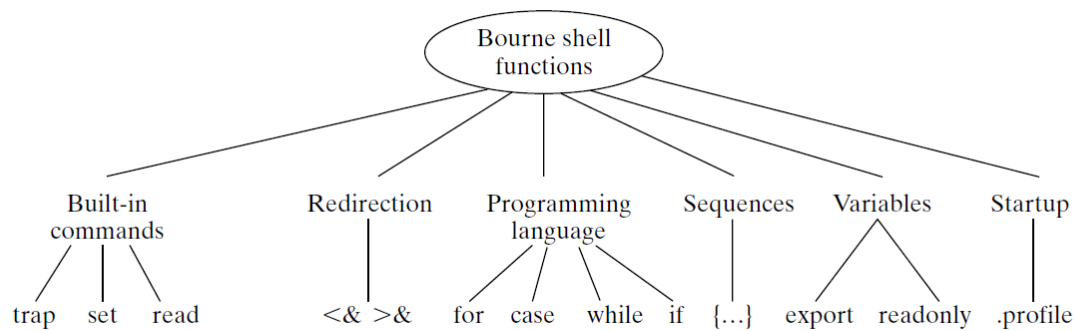 Bourne shell
functions
Built-in
commands
Redirection
Programming
language
Sequences
Variables
Startup
trap set read
<& >&
for case while if
{...}
export readonly
.profile